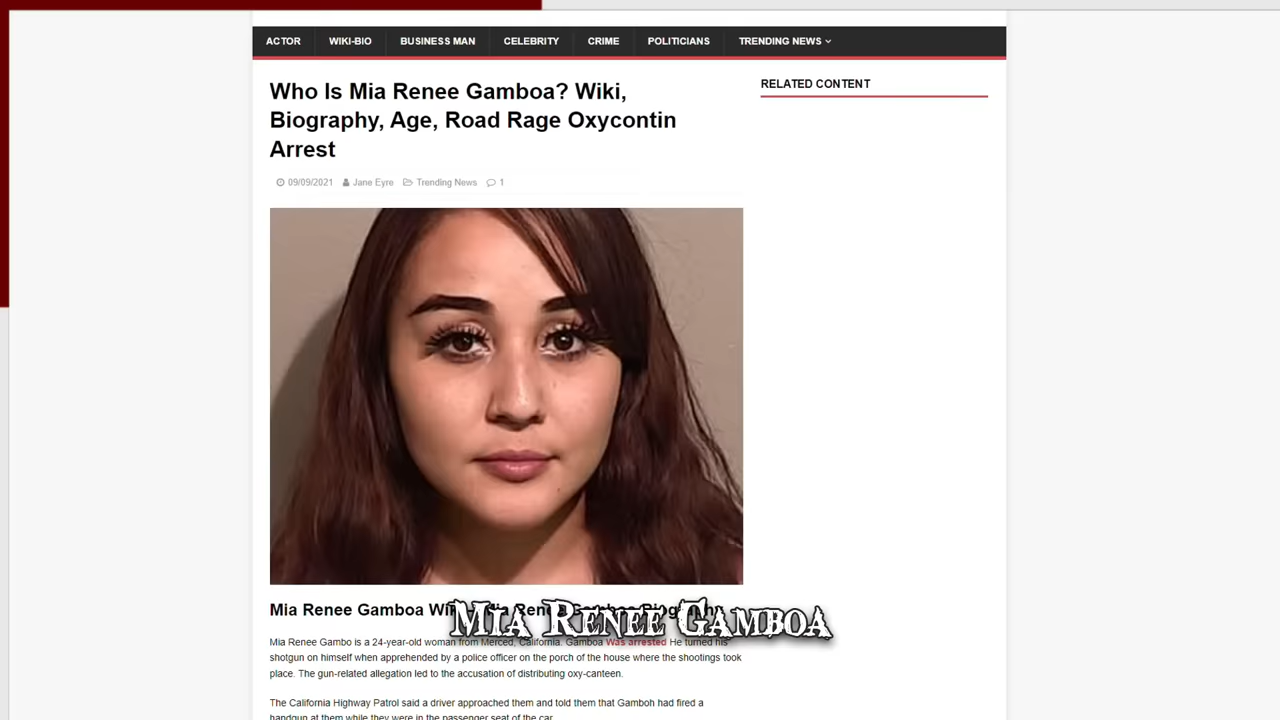 ACTOR WIKI-BIO BUSINESS MAN CELEBRITY CRIME POLITICIANS TRENDING NEWS
Who Is Mia Renee Gamboa? Wiki,
Biography, Age, Road Rage Oxycontin
Arrest
09/09/2021 Jane Eyre Trending News 1
RELATED CONTENT
Mia Renee Gamboa Wiki, Mia Renee Gamboa Biography
Mia Renee Gamboa
Mia Renee Gambo is a 24-year-old woman from Merced, California. Gamboa Was arrested He turned his
shotgun on himself when apprehended by a police officer on the porch of the house where the shootings took
place. The gun-related allegation led to the accusation of distributing oxy-canteen.
The California Highway Patrol said a driver approached them and told them that Gamboh had fired a
handgun at them while they were in the passenger seat of the car.